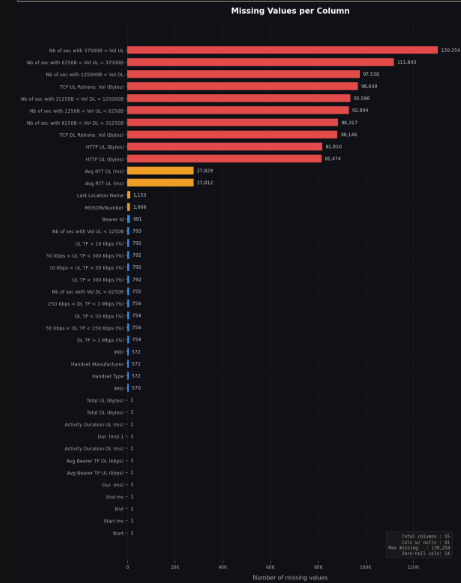 Missing Values per Column
Nb of sec with 37500B < Vol UL 130,254
Nb of sec with 6250B < Vol UL < 37500B 111,843
Nb of sec with 125000B < Vol DL 97,538
TCP UL Retrans. Vol (Bytes) 96,649
Nb of sec with 31250B < Vol DL < 125000B 93,586
Nb of sec with 1250B < Vol UL < 6250B 92,894
Nb of sec with 6250B < Vol DL < 31250B 88,317
TCP DL Retrans. Vol (Bytes) 88,146
HTTP UL (Bytes) 81,810
HTTP DL (Bytes) 81,474
Avg RTT DL (ms) 27,829
Avg RTT UL (ms) 27,812
Last Location Name 1,153
MSISDN/Number 1,066
Bearer Id 991
Nb of sec with Vol UL < 1250B 793
UL TP < 10 Kbps (%) 792
50 Kbps < UL TP < 300 Kbps (%) 792
10 Kbps < UL TP < 50 Kbps (%) 792
UL TP > 300 Kbps (%) 792
Nb of sec with Vol DL < 6250B 755
250 Kbps < DL TP < 1 Mbps (%) 754
DL TP < 50 Kbps (%) 754
50 Kbps < DL TP < 250 Kbps (%) 754
DL TP > 1 Mbps (%) 754
IMEI 572
Handset Manufacturer 572
Handset Type 572
IMSI 570
Total UL (Bytes) 1
Total DL (Bytes) 1
Activity Duration UL (ms) 1
Dur. (ms).1 1
Activity Duration DL (ms) 1
Avg Bearer TP DL (kbps) 1
Avg Bearer TP UL (kbps) 1
Dur. (ms) 1
End ms 1
End 1
Start ms 1
Start 1
Total columns : 55
Cols w/ nulls : 41
Max missing : 130,254
Zero-null cols: 14
0 20K 40K 60K 80K 100K 120K
Number of missing values